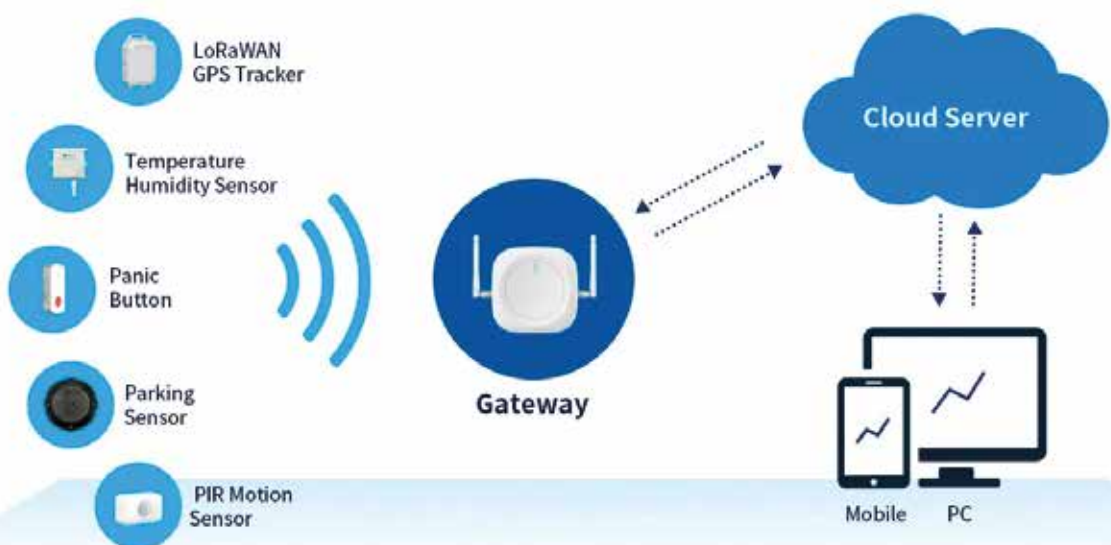 LoRaWAN
GPS Tracker
Temperature
Humidity Sensor
Panic
Button
Parking
Sensor
PIR Motion
Sensor
Gateway
Cloud Server
Mobile
PC